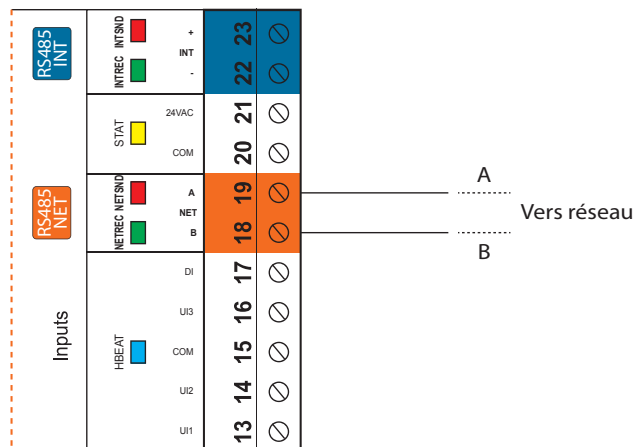 RS485
INT
INTREC INTSND
+
INT
-
23
22
STAT
24VAC
COM
21
20
RS485
NET
NETREC NETSND
A
NET
B
19
18
A
B
Vers réseau
Inputs
HBEAT
DI
UI3
COM
UI2
UI1
17
16
15
14
13